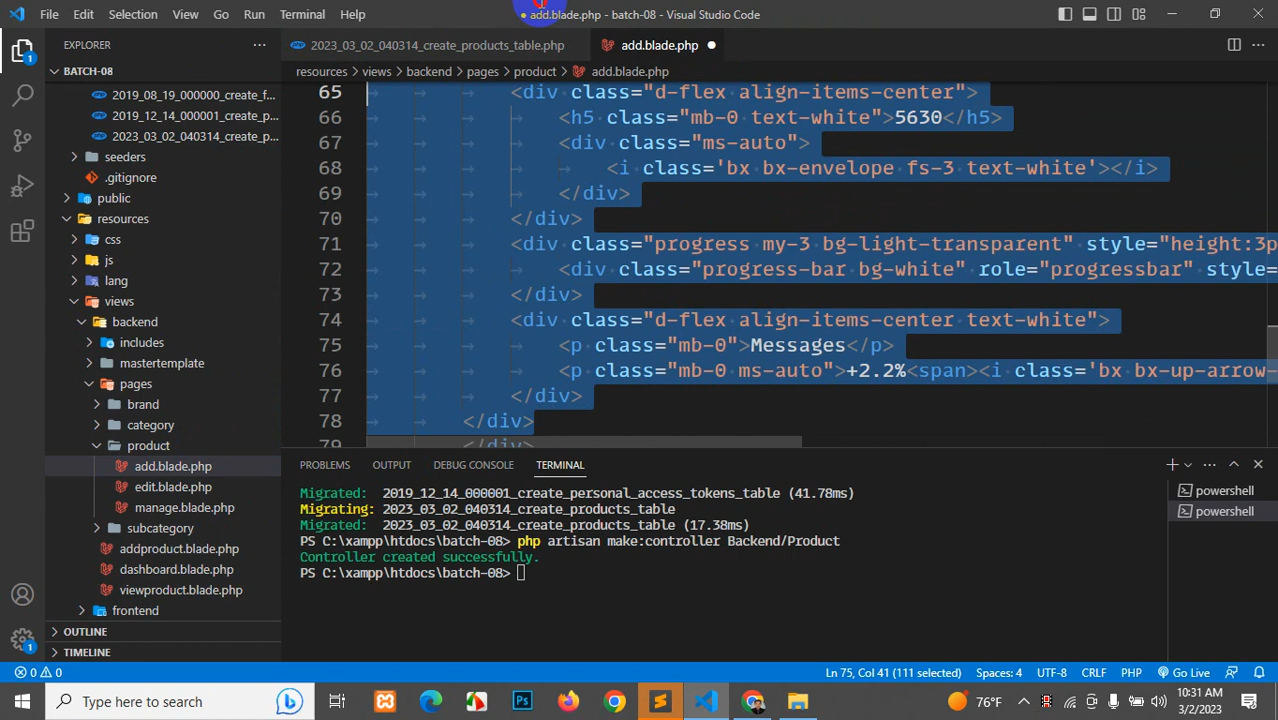 File Edit Selection View Go Run Terminal Help
add.blade.php - batch-08 - Visual Studio Code
EXPLORER
BATCH-08
2019_08_19_000000_create_f...
2019_12_14_000001_create_p...
2023_03_02_040314_create_p...
seeders
.gitignore
public
resources
css
js
lang
views
backend
includes
mastertemplate
pages
brand
category
product
add.blade.php
edit.blade.php
manage.blade.php
subcategory
addproduct.blade.php
dashboard.blade.php
viewproduct.blade.php
frontend
OUTLINE
TIMELINE
2023_03_02_040314_create_products_table.php
add.blade.php
resources > views > backend > pages > product > add.blade.php
65 <div class="d-flex align-items-center">
66 <h5 class="mb-0 text-white">5630</h5>
67 <div class="ms-auto">
68 <i class='bx bx-envelope fs-3 text-white'></i>
69 </div>
70 </div>
71 <div class="progress my-3 bg-light-transparent" style="height:3p
72 <div class="progress-bar bg-white" role="progressbar" style=
73 </div>
74 <div class="d-flex align-items-center text-white">
75 <p class="mb-0">Messages</p>
76 <p class="mb-0 ms-auto">+2.2%<span><i class='bx bx-up-arrow-
77 </div>
78 </div>
79 </div>
PROBLEMS OUTPUT DEBUG CONSOLE TERMINAL
Migrated: 2019_12_14_000001_create_personal_access_tokens_table (41.78ms)
Migrating: 2023_03_02_040314_create_products_table
Migrated: 2023_03_02_040314_create_products_table (17.38ms)
PS C:\xampp\htdocs\batch-08> php artisan make:controller Backend/Product
Controller created successfully.
PS C:\xampp\htdocs\batch-08>
powershell
powershell
0 0
Ln 75, Col 41 (111 selected) Spaces: 4 UTF-8 CRLF PHP Go Live
Type here to search
76°F
10:31 AM
3/2/2023